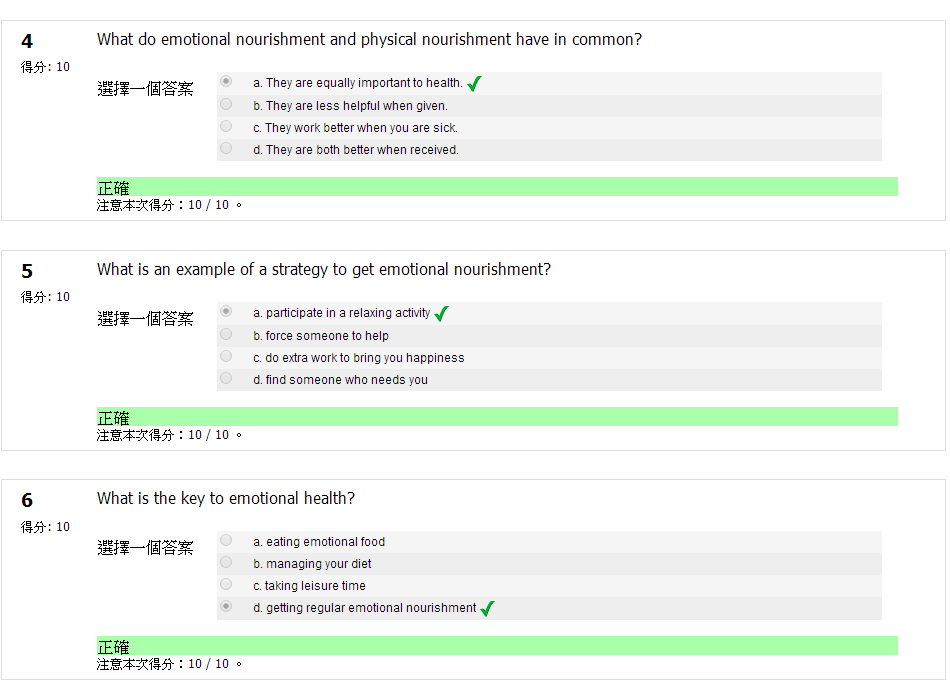 4
What do emotional nourishment and physical nourishment have in common?
得分: 10
選擇一個答案
a. They are equally important to health.
b. They are less helpful when given.
c. They work better when you are sick.
d. They are both better when received.
正確
注意本次得分：10 / 10 。
5
What is an example of a strategy to get emotional nourishment?
得分: 10
選擇一個答案
a. participate in a relaxing activity
b. force someone to help
c. do extra work to bring you happiness
d. find someone who needs you
正確
注意本次得分：10 / 10 。
6
What is the key to emotional health?
得分: 10
選擇一個答案
a. eating emotional food
b. managing your diet
c. taking leisure time
d. getting regular emotional nourishment
正確
注意本次得分：10 / 10 。